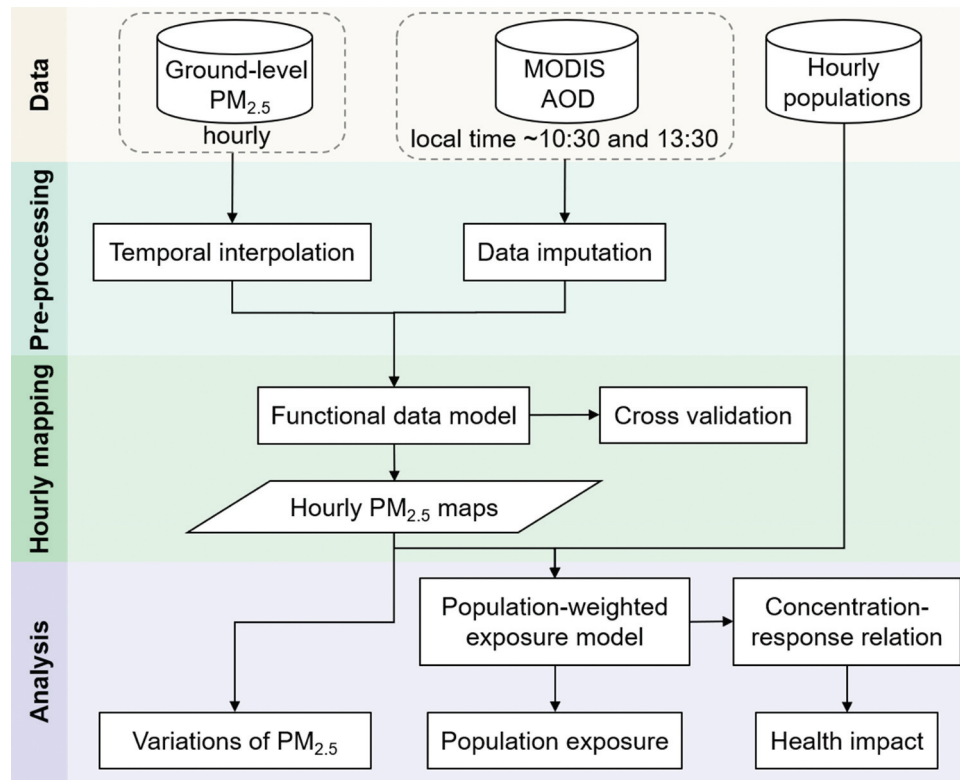 Data
Ground-level
PM2.5
hourly
MODIS
AOD
local time ~10:30 and 13:30
Hourly
populations
Pre-processing
Temporal interpolation
Data imputation
Hourly mapping
Functional data model
Cross validation
Hourly PM2.5 maps
Analysis
Population-weighted
exposure model
Concentration-
response relation
Variations of PM2.5
Population exposure
Health impact